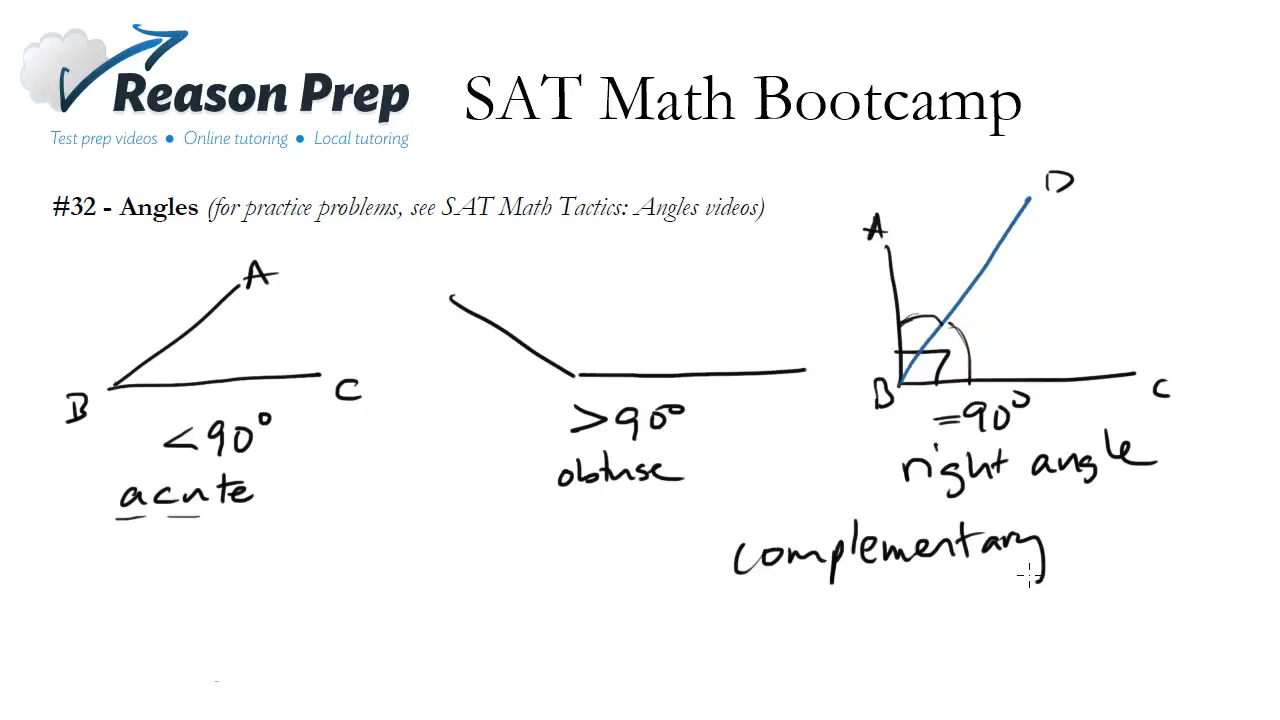 Reason Prep
SAT Math Bootcamp
Test prep videos ● Online tutoring ● Local tutoring
#32 - Angles (for practice problems, see SAT Math Tactics: Angles videos)
A
B
C
<90°
acute
>90°
obtuse
A
D
B
C
=90°
right angle
complementary